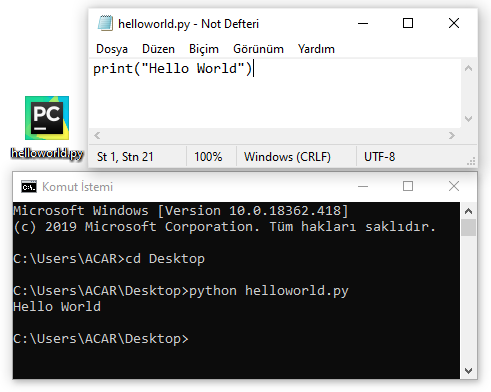 helloworld.py - Not Defteri
Dosya Düzen Biçim Görünüm Yardım
print("Hello World")
St 1, Stn 21 100% Windows (CRLF) UTF-8
PC
helloworld.py
C:\. Komut İstemi
Microsoft Windows [Version 10.0.18362.418]
(c) 2019 Microsoft Corporation. Tüm hakları saklıdır.
C:\Users\ACAR>cd Desktop
C:\Users\ACAR\Desktop>python helloworld.py
Hello World
C:\Users\ACAR\Desktop>